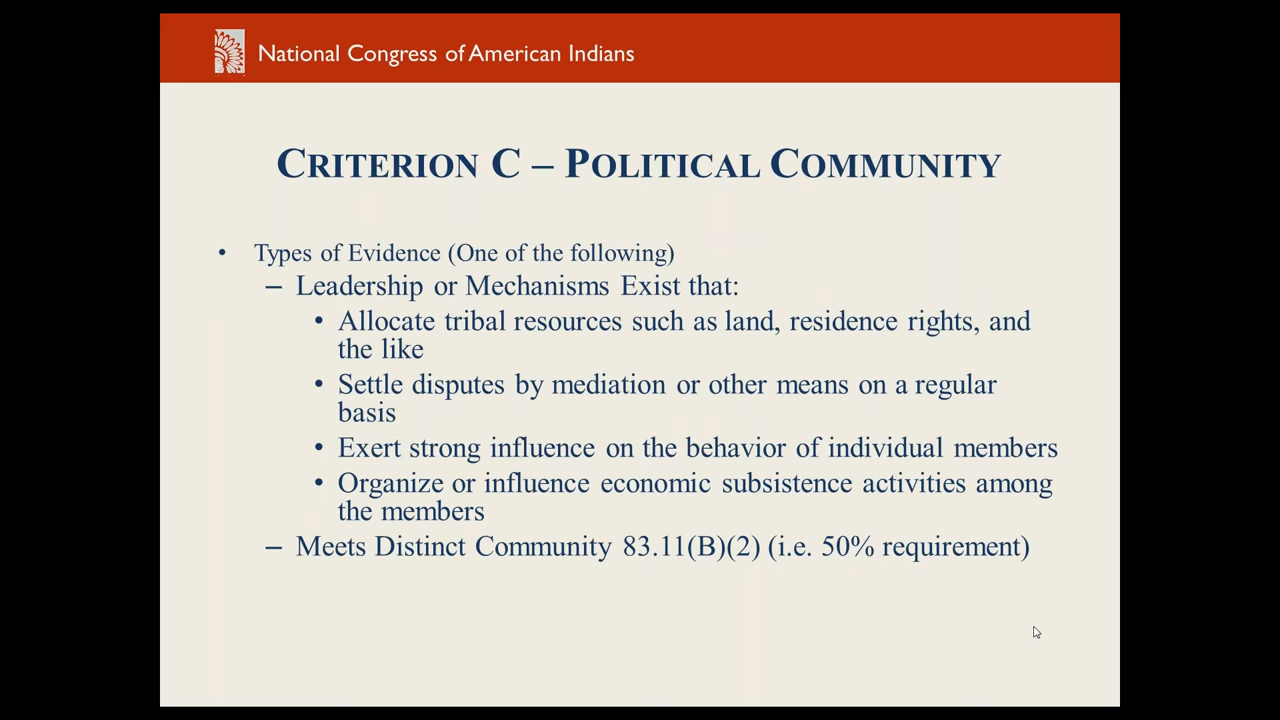 National Congress of American Indians
CRITERION C – POLITICAL COMMUNITY
• Types of Evidence (One of the following)
– Leadership or Mechanisms Exist that:
• Allocate tribal resources such as land, residence rights, and
the like
• Settle disputes by mediation or other means on a regular
basis
• Exert strong influence on the behavior of individual members
• Organize or influence economic subsistence activities among
the members
– Meets Distinct Community 83.11(B)(2) (i.e. 50% requirement)